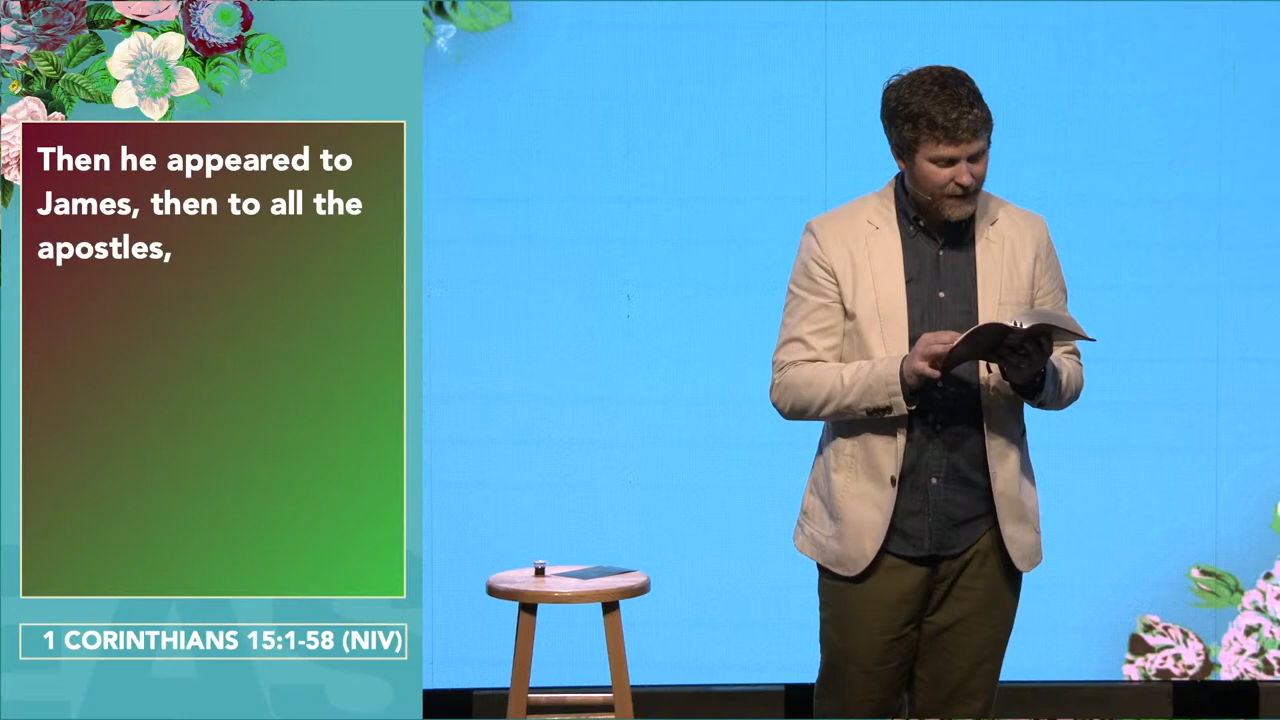 Then he appeared to
James, then to all the
apostles,
1 CORINTHIANS 15:1-58 (NIV)